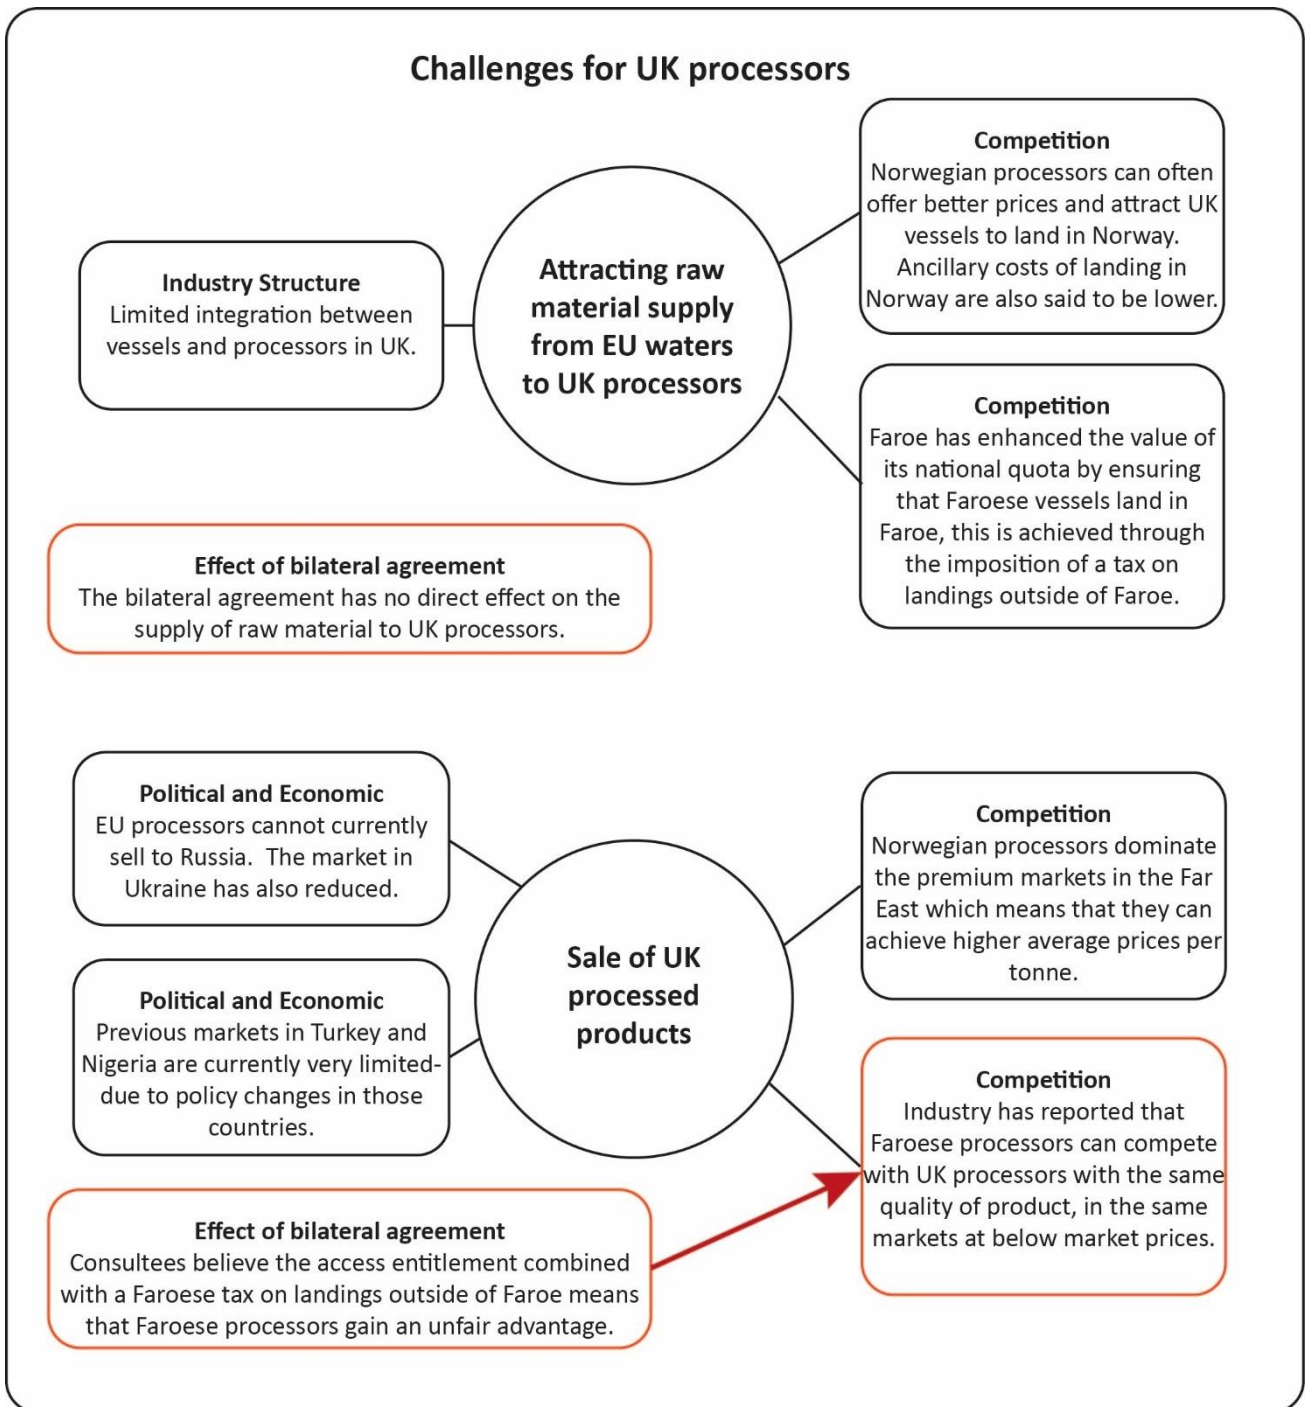 Challenges for UK processors
Industry Structure
Limited integration between
vessels and processors in UK.
Attracting raw
material supply
from EU waters
to UK processors
Competition
Norwegian processors can often
offer better prices and attract UK
vessels to land in Norway.
Ancillary costs of landing in
Norway are also said to be lower.
Competition
Faroe has enhanced the value of
its national quota by ensuring
that Faroese vessels land in
Faroe, this is achieved through
the imposition of a tax on
landings outside of Faroe.
Effect of bilateral agreement
The bilateral agreement has no direct effect on the
supply of raw material to UK processors.
Political and Economic
EU processors cannot currently
sell to Russia.  The market in
Ukraine has also reduced.
Political and Economic
Previous markets in Turkey and
Nigeria are currently very limited-
due to policy changes in those
countries.
Sale of UK
processed
products
Competition
Norwegian processors dominate
the premium markets in the Far
East which means that they can
achieve higher average prices per
tonne.
Competition
Industry has reported that
Faroese processors can compete
with UK processors with the same
quality of product, in the same
markets at below market prices.
Effect of bilateral agreement
Consultees believe the access entitlement combined
with a Faroese tax on landings outside of Faroe means
that Faroese processors gain an unfair advantage.